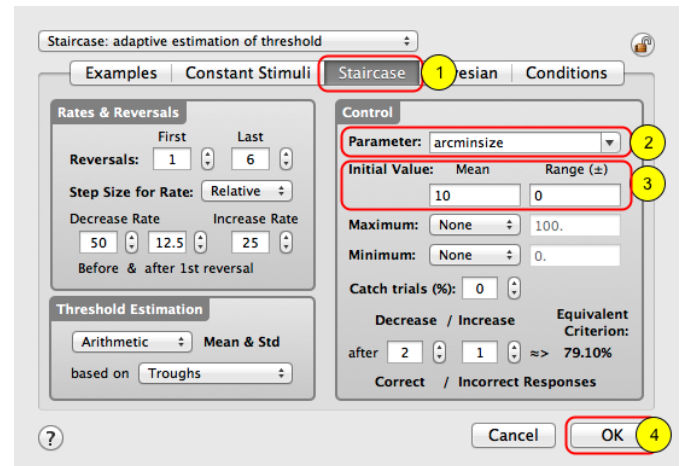 Staircase: adaptive estimation of threshold
Examples Constant Stimuli Staircase 1 esian Conditions
Rates & Reversals
First Last
Reversals: 1 6
Step Size for Rate: Relative
Decrease Rate Increase Rate
50 12.5 25
Before & after 1st reversal
Threshold Estimation
Arithmetic Mean & Std
based on Troughs
Control
Parameter: arcminsize 2
Initial Value: Mean Range (±) 3
10 0
Maximum: None 100.
Minimum: None 0.
Catch trials (%): 0
Decrease / Increase Equivalent
Criterion:
after 2 1 ≈> 79.10%
Correct / Incorrect Responses
? Cancel OK 4